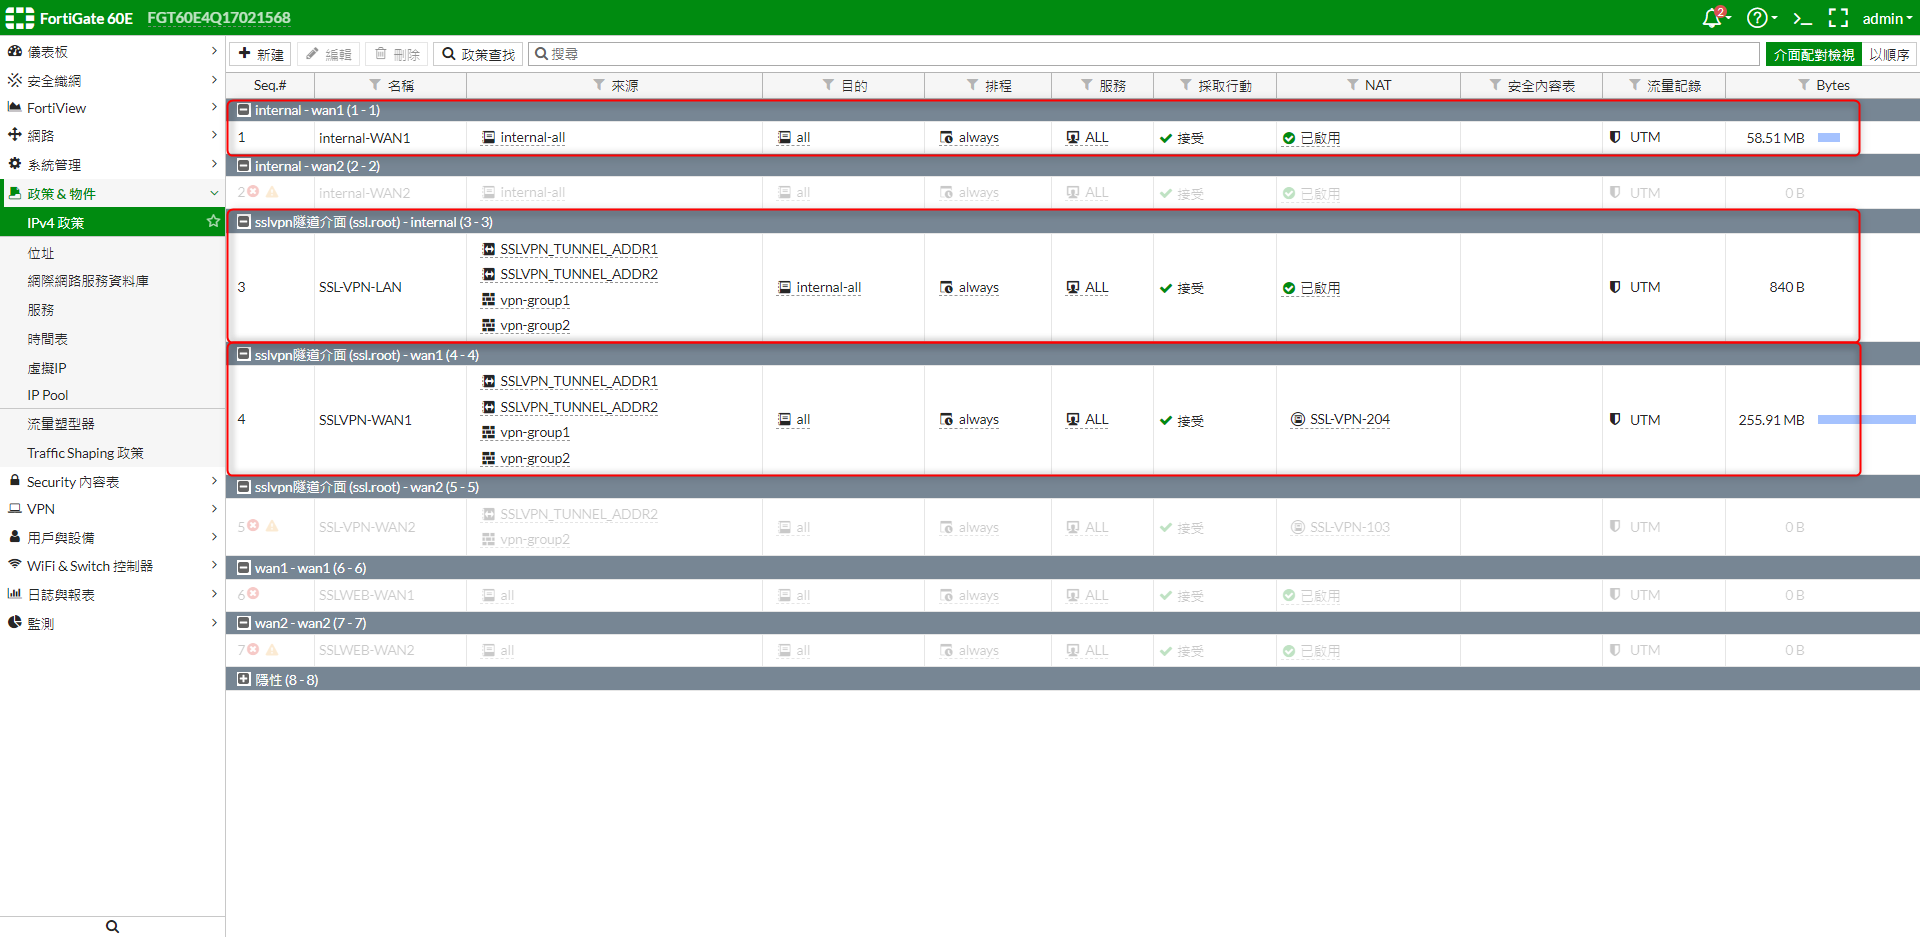 FortiGate 60E FGT60E4Q17021568 2 admin
儀表板
安全織網
FortiView
網路
系統管理
政策 & 物件
IPv4 政策
位址
網際網路服務資料庫
服務
時間表
虛擬IP
IP Pool
流量塑型器
Traffic Shaping 政策
Security 內容表
VPN
用戶與設備
WiFi & Switch 控制器
日誌與報表
監測
新建 編輯 刪除 政策查找 搜尋 介面配對檢視 以順序
Seq.# 名稱 來源 目的 排程 服務 採取行動 NAT 安全內容表 流量記錄 Bytes
internal - wan1 (1 - 1)
1 internal-WAN1 internal-all all always ALL 接受 已啟用 UTM 58.51 MB
internal - wan2 (2 - 2)
2 internal-WAN2 internal-all all always ALL 接受 已啟用 UTM 0 B
sslvpn隧道介面 (ssl.root) - internal (3 - 3)
SSLVPN_TUNNEL_ADDR1
SSLVPN_TUNNEL_ADDR2
3 SSL-VPN-LAN internal-all always ALL 接受 已啟用 UTM 840 B
vpn-group1
vpn-group2
sslvpn隧道介面 (ssl.root) - wan1 (4 - 4)
SSLVPN_TUNNEL_ADDR1
SSLVPN_TUNNEL_ADDR2
4 SSLVPN-WAN1 all always ALL 接受 SSL-VPN-204 UTM 255.91 MB
vpn-group1
vpn-group2
sslvpn隧道介面 (ssl.root) - wan2 (5 - 5)
SSLVPN_TUNNEL_ADDR2
5 SSL-VPN-WAN2 all always ALL 接受 SSL-VPN-103 UTM 0 B
vpn-group2
wan1 - wan1 (6 - 6)
6 SSLWEB-WAN1 all all always ALL 接受 已啟用 UTM 0 B
wan2 - wan2 (7 - 7)
7 SSLWEB-WAN2 all all always ALL 接受 已啟用 UTM 0 B
隱性 (8 - 8)